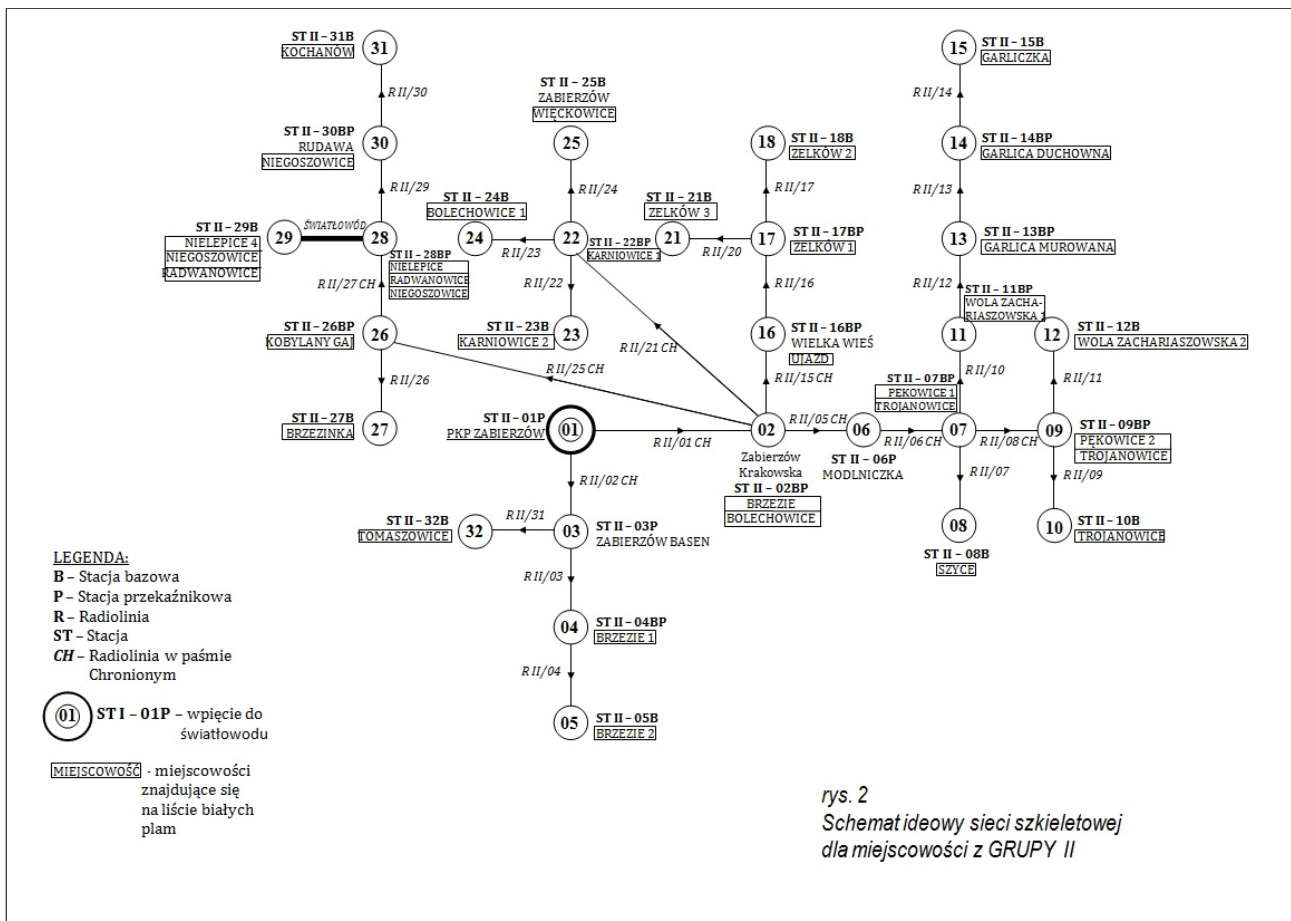 ST II – 31B
KOCHANÓW
31
R II/30
ST II – 30BP
RUDAWA
NIEGOSZOWICE
30
R II/29
ST II – 29B
NIELEPICE 4
NIEGOSZOWICE
RADWANOWICE
29
ŚWIATŁOWÓD
28
ST II – 28BP
NIELEPICE
RADWANOWICE
NIEGOSZOWICE
R II/27 CH
ST II – 26BP
KOBYLANY GAJ
26
R II/26
R II/25 CH
ST II – 27B
BRZEZINKA
27
ST II – 25B
ZABIERZÓW
WIĘCKOWICE
25
R II/24
ST II – 24B
BOLECHOWICE 1
24
R II/23
22
ST II – 22BP
KARNIOWICE 1
R II/22
R II/21 CH
ST II – 23B
KARNIOWICE 2
23
18
ST II – 18B
ZELKÓW 2
R II/17
ST II – 21B
ZELKÓW 3
21
R II/20
17
ST II – 17BP
ZELKÓW 1
R II/16
16
ST II – 16BP
WIELKA WIEŚ
UJAZD
R II/15 CH
15
ST II – 15B
GARLICZKA
R II/14
14
ST II – 14BP
GARLICA DUCHOWNA
R II/13
13
ST II – 13BP
GARLICA MUROWANA
R II/12
ST II – 11BP
WOLA ZACHA-
RIASZOWSKA 1
11
12
ST II – 12B
WOLA ZACHARIASZOWSKA 2
R II/10
R II/11
ST II – 01P
PKP ZABIERZÓW
01
R II/01 CH
02
Zabierzów
Krakowska
ST II – 02BP
BRZEZIE
BOLECHOWICE
R II/05 CH
06
ST II – 06P
MODLNICZKA
R II/06 CH
ST II – 07BP
PĘKOWICE 1
TROJANOWICE
07
R II/08 CH
09
ST II – 09BP
PĘKOWICE 2
TROJANOWICE
R II/07
R II/09
08
ST II – 08B
SZYCE
10
ST II – 10B
TROJANOWICE
R II/02 CH
ST II – 32B
TOMASZOWICE
32
R II/31
03
ST II – 03P
ZABIERZÓW BASEN
R II/03
04
ST II – 04BP
BRZEZIE 1
R II/04
05
ST II – 05B
BRZEZIE 2
LEGENDA:
B – Stacja bazowa
P – Stacja przekaźnikowa
R – Radiolinia
ST – Stacja
CH – Radiolinia w paśmie
Chronionym
01
ST I – 01P – wpięcie do
światłowodu
MIEJSCOWOŚĆ - miejscowości
znajdujące się
na liście białych
plam
rys. 2
Schemat ideowy sieci szkieletowej
dla miejscowości z GRUPY II